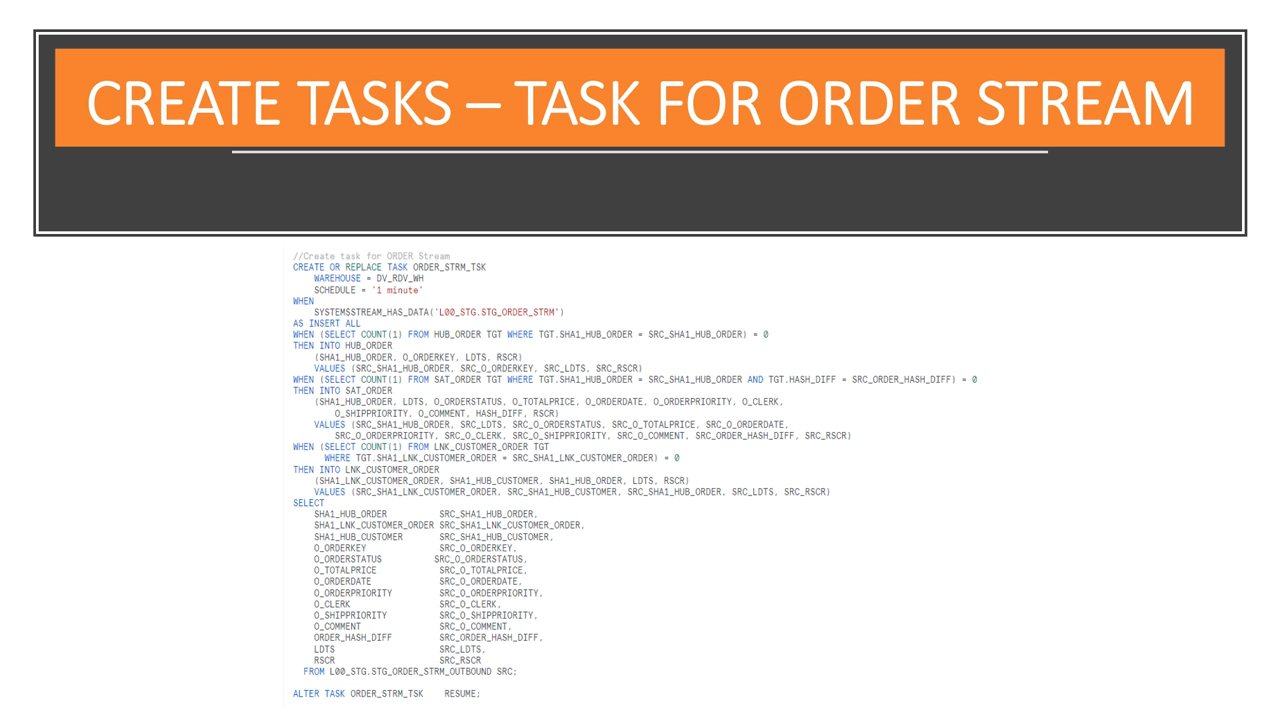 CREATE TASKS – TASK FOR ORDER STREAM
//Create task for ORDER Stream
CREATE OR REPLACE TASK ORDER_STRM_TSK
WAREHOUSE = DV_RDV_WH
SCHEDULE = '1 minute'
WHEN
SYSTEM$STREAM_HAS_DATA('L00_STG.STG_ORDER_STRM')
AS INSERT ALL
WHEN (SELECT COUNT(1) FROM HUB_ORDER TGT WHERE TGT.SHA1_HUB_ORDER = SRC_SHA1_HUB_ORDER) = 0
THEN INTO HUB_ORDER
(SHA1_HUB_ORDER, O_ORDERKEY, LDTS, RSCR)
VALUES (SRC_SHA1_HUB_ORDER, SRC_O_ORDERKEY, SRC_LDTS, SRC_RSCR)
WHEN (SELECT COUNT(1) FROM SAT_ORDER TGT WHERE TGT.SHA1_HUB_ORDER = SRC_SHA1_HUB_ORDER AND TGT.HASH_DIFF = SRC_ORDER_HASH_DIFF) = 0
THEN INTO SAT_ORDER
(SHA1_HUB_ORDER, LDTS, O_ORDERSTATUS, O_TOTALPRICE, O_ORDERDATE, O_ORDERPRIORITY, O_CLERK,
O_SHIPPRIORITY, O_COMMENT, HASH_DIFF, RSCR)
VALUES (SRC_SHA1_HUB_ORDER, SRC_LDTS, SRC_O_ORDERSTATUS, SRC_O_TOTALPRICE, SRC_O_ORDERDATE,
SRC_O_ORDERPRIORITY, SRC_O_CLERK, SRC_O_SHIPPRIORITY, SRC_O_COMMENT, SRC_ORDER_HASH_DIFF, SRC_RSCR)
WHEN (SELECT COUNT(1) FROM LNK_CUSTOMER_ORDER TGT
WHERE TGT.SHA1_LNK_CUSTOMER_ORDER = SRC_SHA1_LNK_CUSTOMER_ORDER) = 0
THEN INTO LNK_CUSTOMER_ORDER
(SHA1_LNK_CUSTOMER_ORDER, SHA1_HUB_CUSTOMER, SHA1_HUB_ORDER, LDTS, RSCR)
VALUES (SRC_SHA1_LNK_CUSTOMER_ORDER, SRC_SHA1_HUB_CUSTOMER, SRC_SHA1_HUB_ORDER, SRC_LDTS, SRC_RSCR)
SELECT
SHA1_HUB_ORDER SRC_SHA1_HUB_ORDER,
SHA1_LNK_CUSTOMER_ORDER SRC_SHA1_LNK_CUSTOMER_ORDER,
SHA1_HUB_CUSTOMER SRC_SHA1_HUB_CUSTOMER,
O_ORDERKEY SRC_O_ORDERKEY,
O_ORDERSTATUS SRC_O_ORDERSTATUS,
O_TOTALPRICE SRC_O_TOTALPRICE,
O_ORDERDATE SRC_O_ORDERDATE,
O_ORDERPRIORITY SRC_O_ORDERPRIORITY,
O_CLERK SRC_O_CLERK,
O_SHIPPRIORITY SRC_O_SHIPPRIORITY,
O_COMMENT SRC_O_COMMENT,
ORDER_HASH_DIFF SRC_ORDER_HASH_DIFF,
LDTS SRC_LDTS,
RSCR SRC_RSCR
FROM L00_STG.STG_ORDER_STRM_OUTBOUND SRC;
ALTER TASK ORDER_STRM_TSK RESUME;